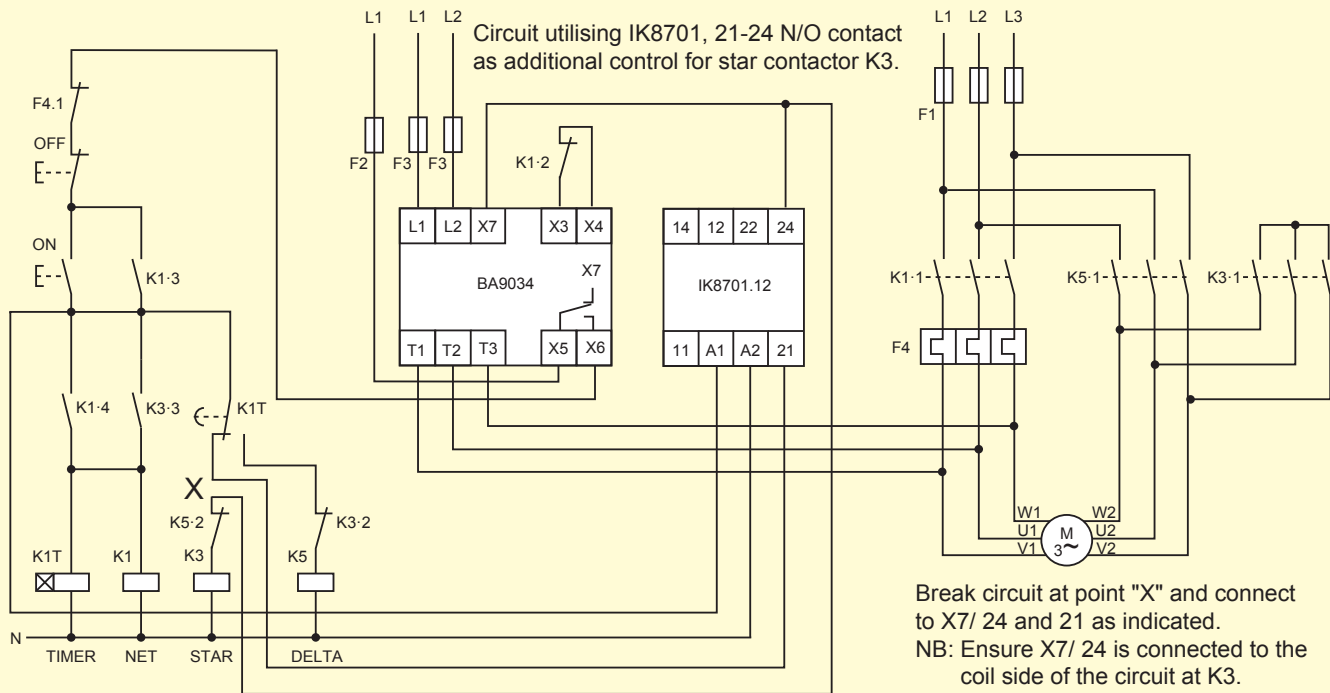 L1 L1 L2
Circuit utilising IK8701, 21-24 N/O contact
as additional control for star contactor K3.
L1 L2 L3
F4.1
F1
OFF
F2 F3 F3
K1·2
L1 L2 X7 X3 X4
14 12 22 24
ON
K1·3
X7
BA9034
IK8701.12
K1·1
K5·1
K3·1
T1 T2 T3 X5 X6
11 A1 A2 21
F4
K1·4
K3·3
K1T
X
K5·2
K3·2
W1 W2
U1 M U2
V1 3~ V2
K1T K1 K3 K5
N
TIMER NET STAR DELTA
Break circuit at point "X" and connect
to X7/ 24 and 21 as indicated.
NB: Ensure X7/ 24 is connected to the
coil side of the circuit at K3.